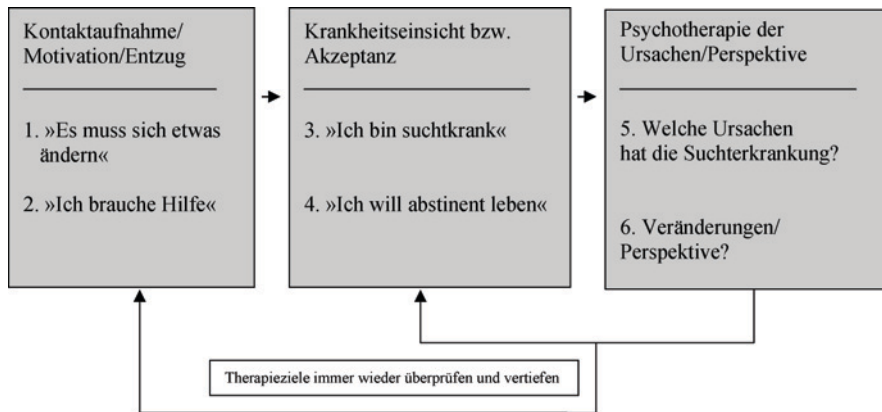 Kontaktaufnahme/
Motivation/Entzug
1. »Es muss sich etwas
ändern«
2. »Ich brauche Hilfe«
Krankheitseinsicht bzw.
Akzeptanz
3. »Ich bin suchtkrank«
4. »Ich will abstinent leben«
Psychotherapie der
Ursachen/Perspektive
5. Welche Ursachen
hat die Suchterkrankung?
6. Veränderungen/
Perspektive?
Therapieziele immer wieder überprüfen und vertiefen